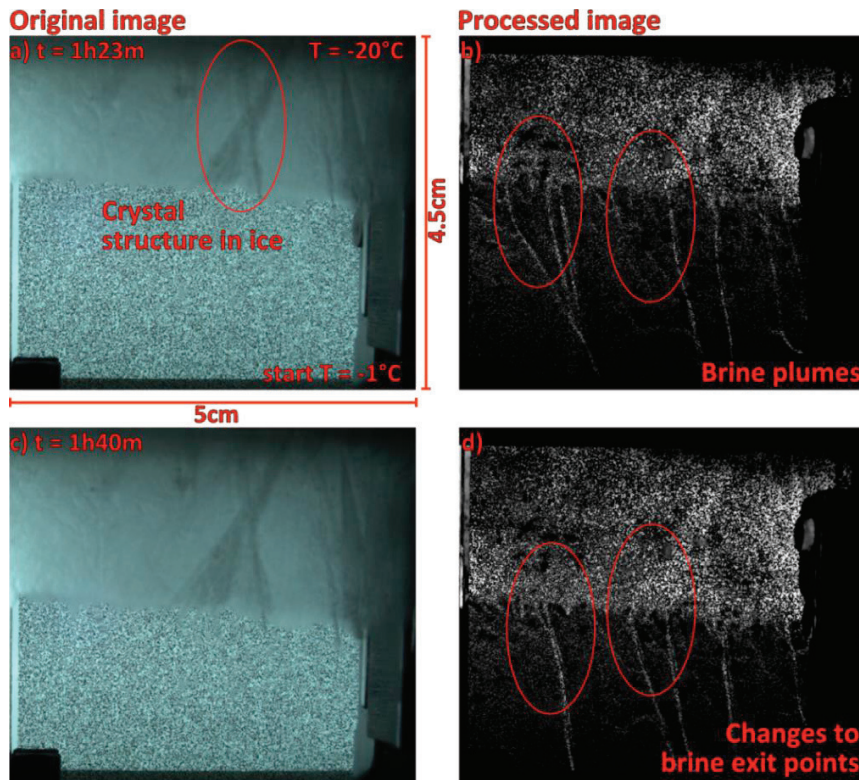 Original image
Processed image
a) t = 1h23m
T = -20°C
b)
Crystal
structure in ice
4.5cm
start T = -1°C
Brine plumes
5cm
c) t = 1h40m
d)
Changes to
brine exit points